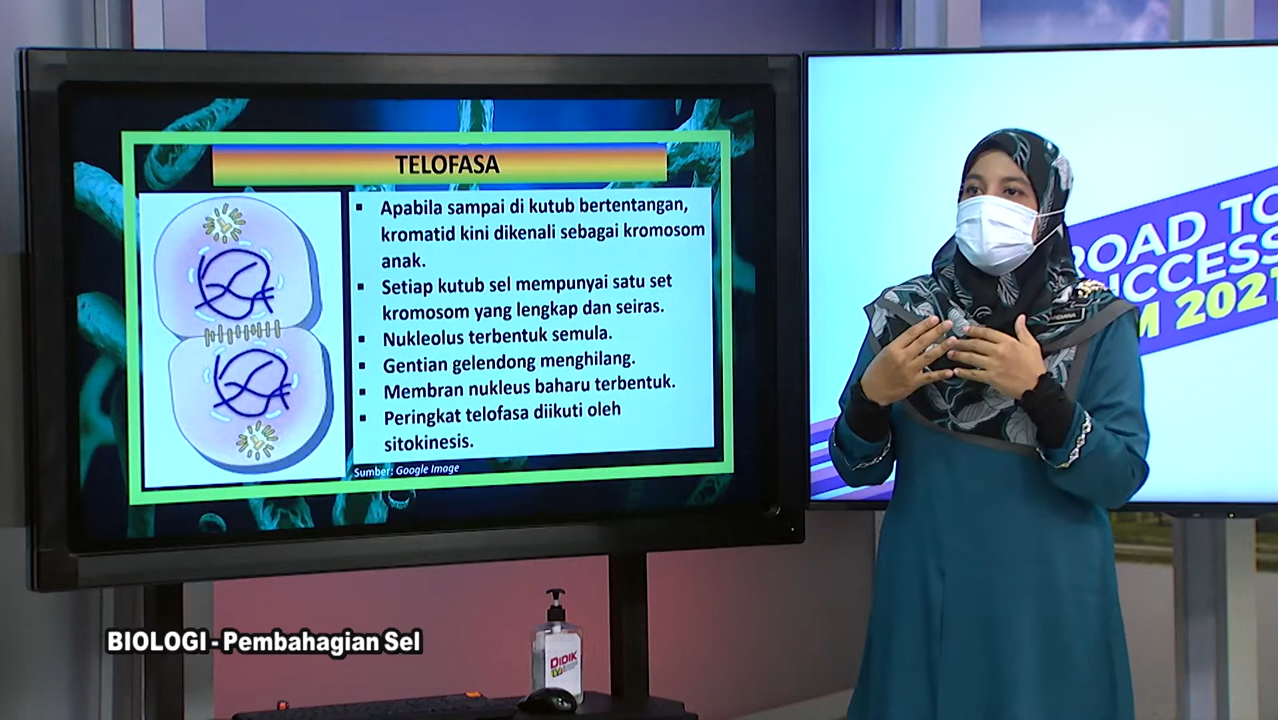 TELOFASA
▪ Apabila sampai di kutub bertentangan,
kromatid kini dikenali sebagai kromosom
anak.
▪ Setiap kutub sel mempunyai satu set
kromosom yang lengkap dan seiras.
▪ Nukleolus terbentuk semula.
▪ Gentian gelendong menghilang.
▪ Membran nukleus baharu terbentuk.
▪ Peringkat telofasa diikuti oleh
sitokinesis.
Sumber: Google Image
ROAD TO
2021
DIDIK
BIOLOGI - Pembahagian Sel